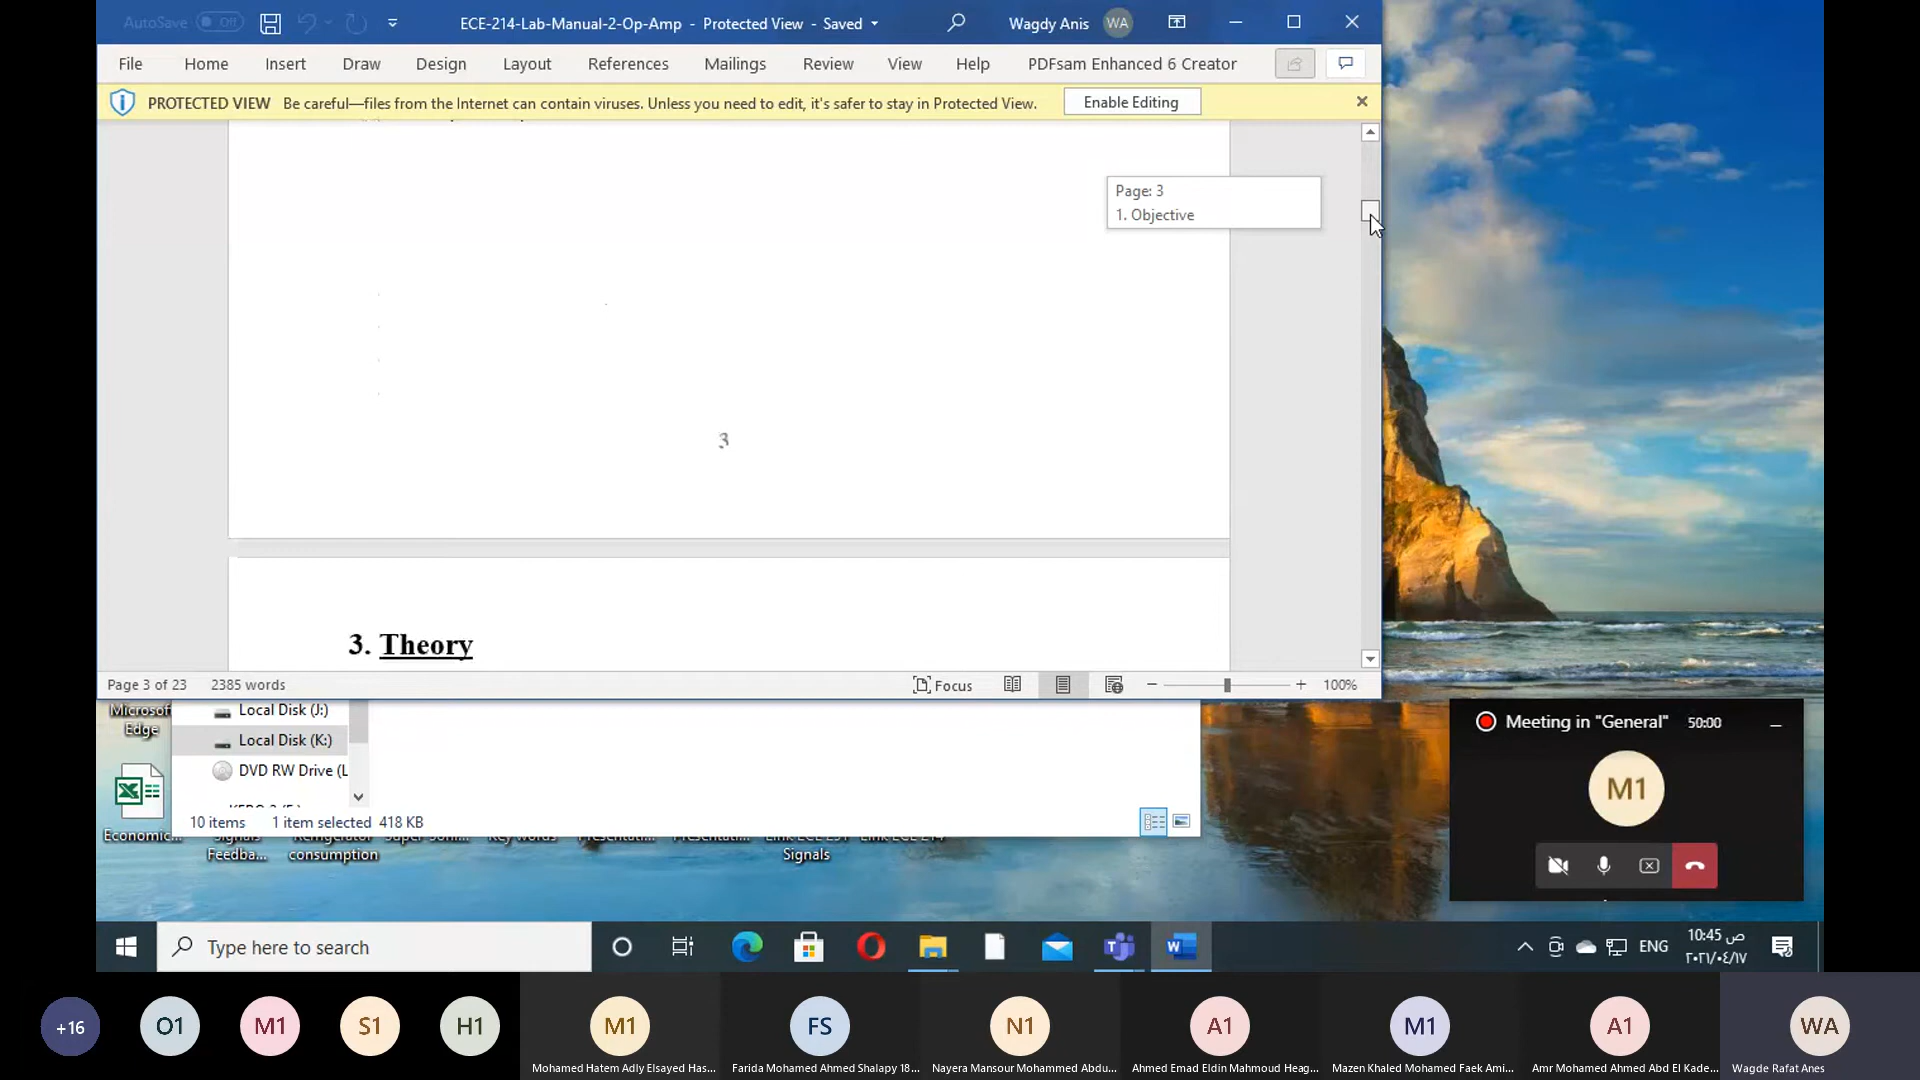 AutoSave Off ECE-214-Lab-Manual-2-Op-Amp - Protected View - Saved Wagdy Anis WA
File Home Insert Draw Design Layout References Mailings Review View Help PDFsam Enhanced 6 Creator
PROTECTED VIEW Be careful—files from the Internet can contain viruses. Unless you need to edit, it's safer to stay in Protected View. Enable Editing
Page: 3
1. Objective
3
3. Theory
Page 3 of 23 2385 words Focus 100%
Microsof
Edge
Local Disk (J:)
Local Disk (K:)
DVD RW Drive (L
10 items 1 item selected 418 KB
Economic...
Feedba...
consumption
Signals
Meeting in "General" 50:00
M1
Type here to search
ENG
10:45 ص
٢٠٢١/٠٤/١٧
+16 O1 M1 S1 H1 M1 FS N1 A1 M1 A1 WA
Mohamed Hatem Adly Elsayed Has... Farida Mohamed Ahmed Shalapy 18... Nayera Mansour Mohammed Abdu... Ahmed Emad Eldin Mahmoud Heag... Mazen Khaled Mohamed Faek Ami... Amr Mohamed Ahmed Abd El Kade... Wagde Rafat Anes